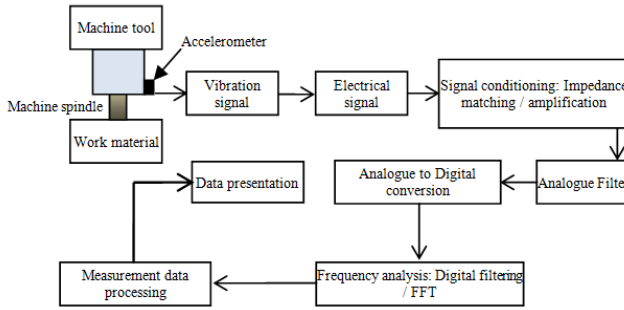 Machine tool
Accelerometer
Machine spindle
Work material
Vibration
signal
Electrical
signal
Signal conditioning: Impedance
matching / amplification
Analogue Filter
Analogue to Digital
conversion
Data presentation
Frequency analysis: Digital filtering
/ FFT
Measurement data
processing